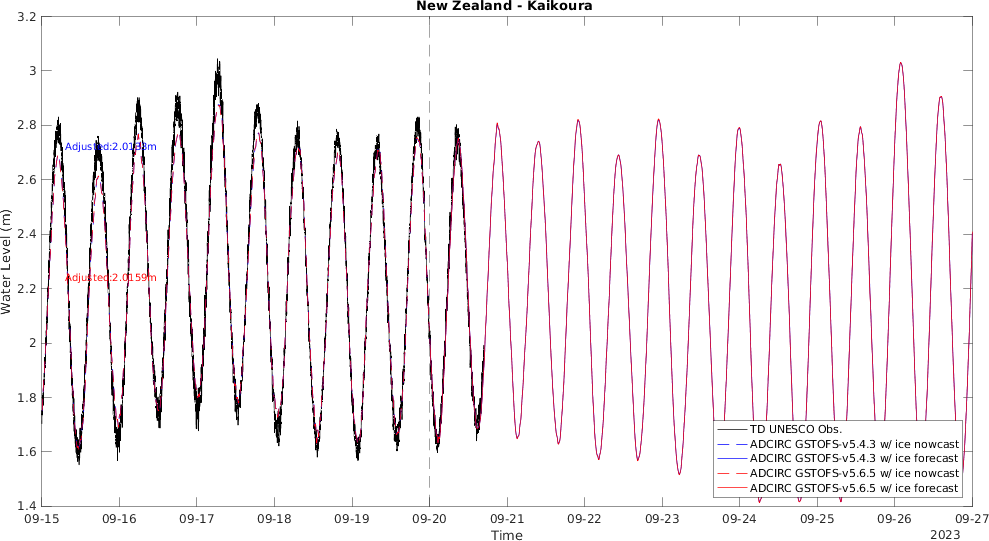 New Zealand - Kaikoura
3.2
3
2.8
2.6
2.4
2.2
2
1.8
1.6
1.4
Water Level (m)
Adjusted:2.0183m
Adjusted:2.0159m
TD UNESCO Obs.
ADCIRC GSTOFS-v5.4.3 w/ ice nowcast
ADCIRC GSTOFS-v5.4.3 w/ ice forecast
ADCIRC GSTOFS-v5.6.5 w/ ice nowcast
ADCIRC GSTOFS-v5.6.5 w/ ice forecast
09-15 09-16 09-17 09-18 09-19 09-20 09-21 09-22 09-23 09-24 09-25 09-26 09-27
Time
2023